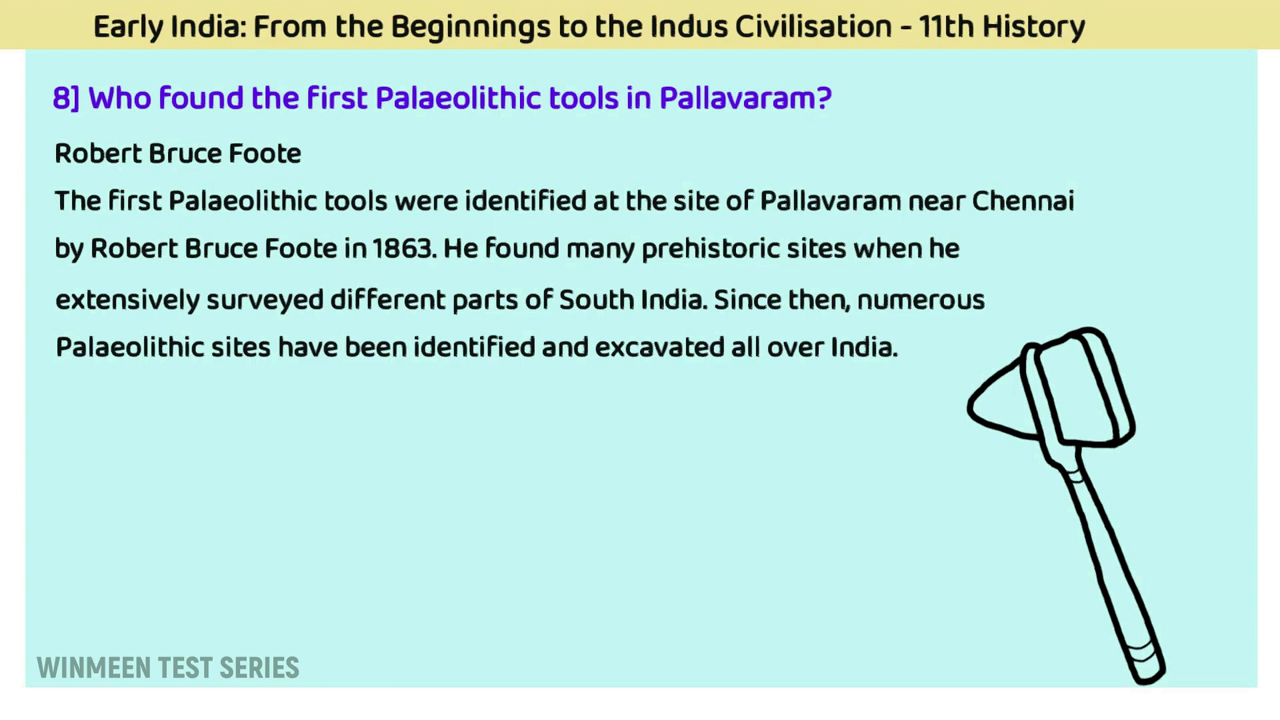 Early India: From the Beginnings to the Indus Civilisation - 11th History
8] Who found the first Palaeolithic tools in Pallavaram?
Robert Bruce Foote
The first Palaeolithic tools were identified at the site of Pallavaram near Chennai
by Robert Bruce Foote in 1863. He found many prehistoric sites when he
extensively surveyed different parts of South India. Since then, numerous
Palaeolithic sites have been identified and excavated all over India.
WINMEEN TEST SERIES